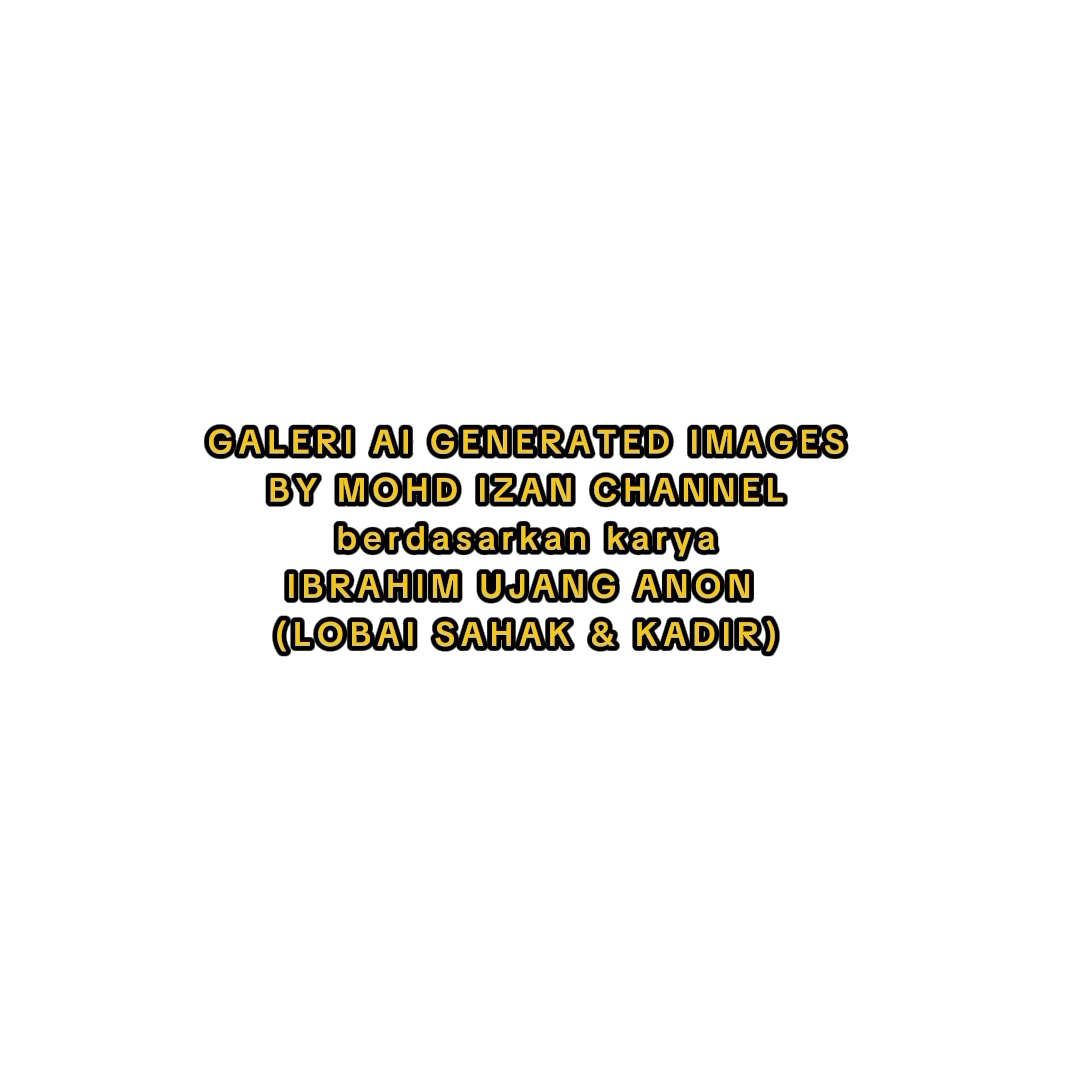 GALERI AI GENERATED IMAGES
BY MOHD IZAN CHANNEL
berdasarkan karya
IBRAHIM UJANG ANON
(LOBAI SAHAK & KADIR)